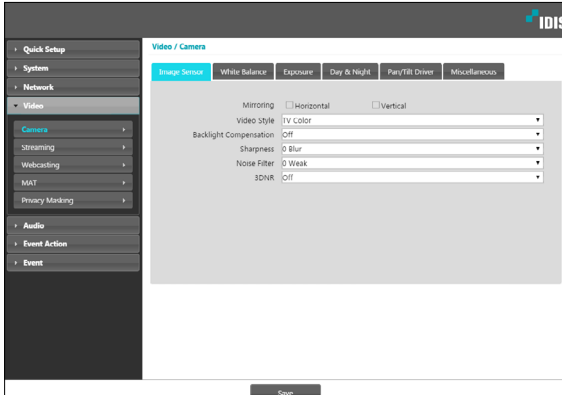 IDIS
Quick Setup
System
Network
Video
Camera
Streaming
Webcasting
MAT
Privacy Masking
Audio
Event Action
Event
Video / Camera
Image Sensor White Balance Exposure Day & Night Pan/Tilt Driver Miscellaneous
Mirroring Horizontal Vertical
Video Style TV Color
Backlight Compensation Off
Sharpness 0 Blur
Noise Filter 0 Weak
3DNR Off
Save